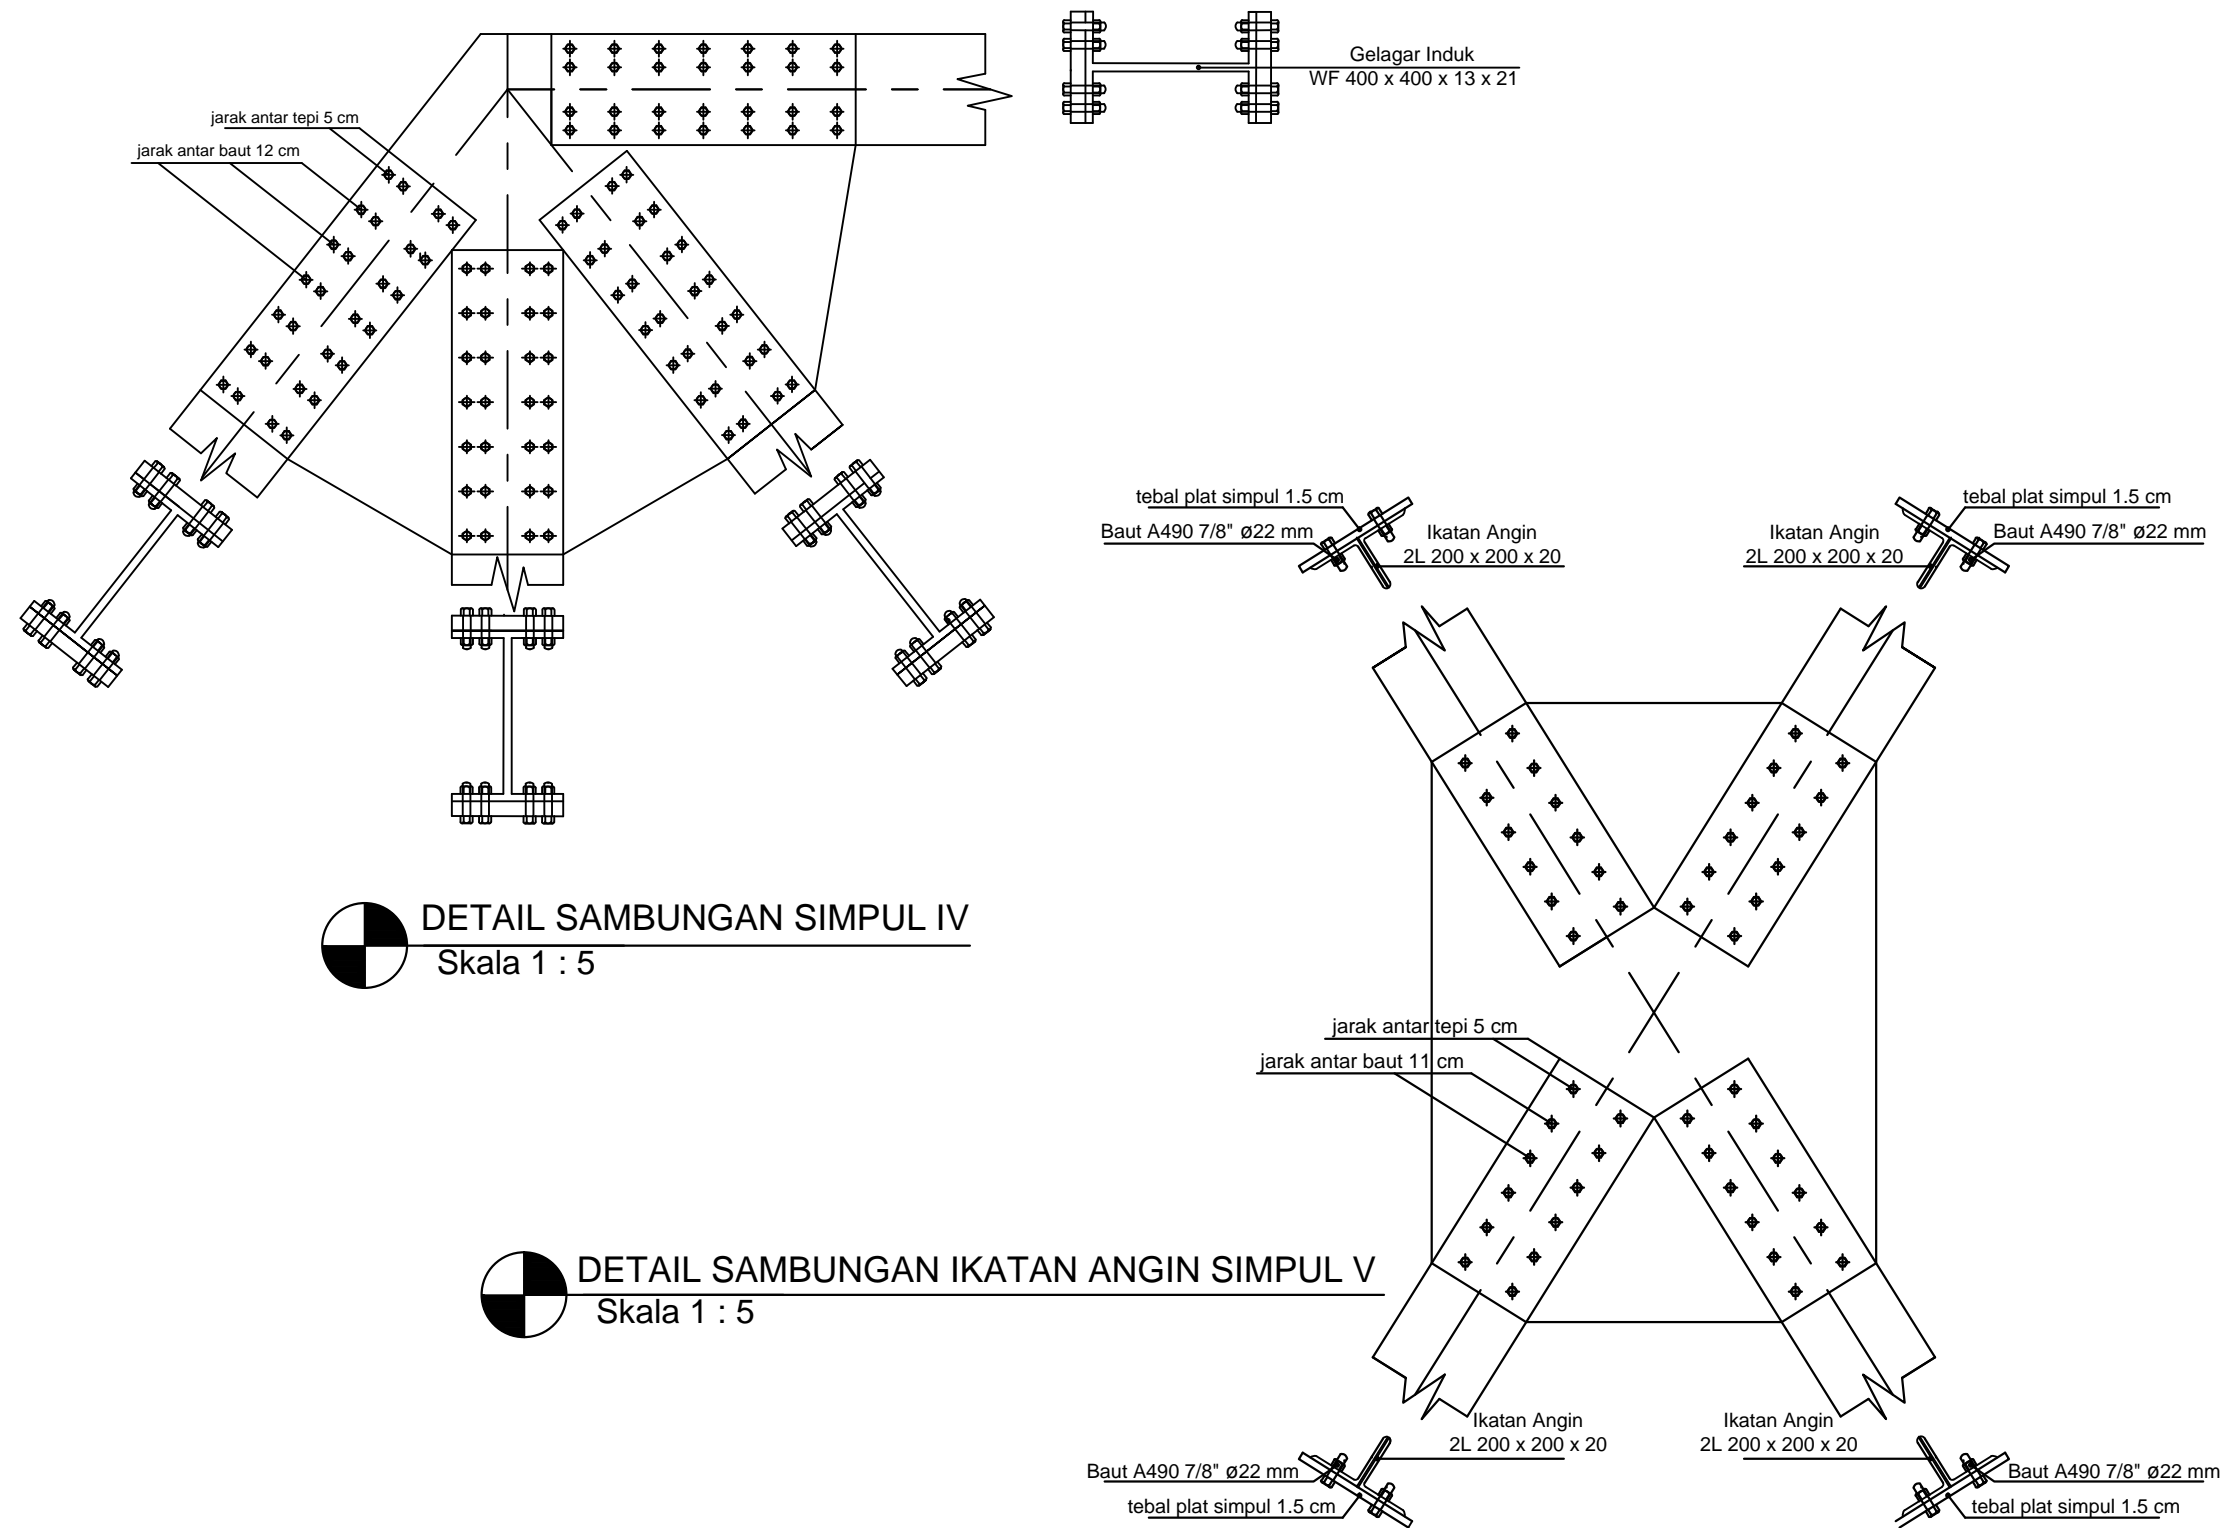 Gelagar Induk
WF 400 x 400 x 13 x 21
jarak antar tepi 5 cm
jarak antar baut 12 cm
tebal plat simpul 1.5 cm
Baut A490 7/8" ø22 mm
Ikatan Angin
2L 200 x 200 x 20
Ikatan Angin
2L 200 x 200 x 20
tebal plat simpul 1.5 cm
Baut A490 7/8" ø22 mm
DETAIL SAMBUNGAN SIMPUL IV
Skala 1 : 5
jarak antar tepi 5 cm
jarak antar baut 11 cm
DETAIL SAMBUNGAN IKATAN ANGIN SIMPUL V
Skala 1 : 5
Ikatan Angin
2L 200 x 200 x 20
Ikatan Angin
2L 200 x 200 x 20
Baut A490 7/8" ø22 mm
tebal plat simpul 1.5 cm
Baut A490 7/8" ø22 mm
tebal plat simpul 1.5 cm